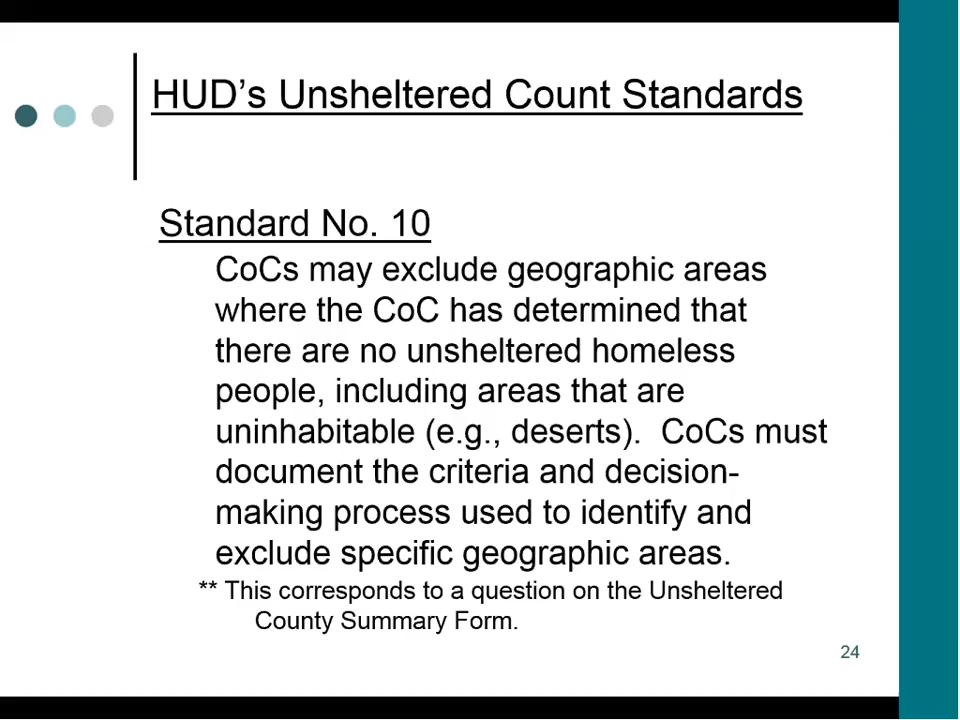 HUD’s Unsheltered Count Standards
Standard No. 10
CoCs may exclude geographic areas
where the CoC has determined that
there are no unsheltered homeless
people, including areas that are
uninhabitable (e.g., deserts).  CoCs must
document the criteria and decision-
making process used to identify and
exclude specific geographic areas.
** This corresponds to a question on the Unsheltered
County Summary Form.
24